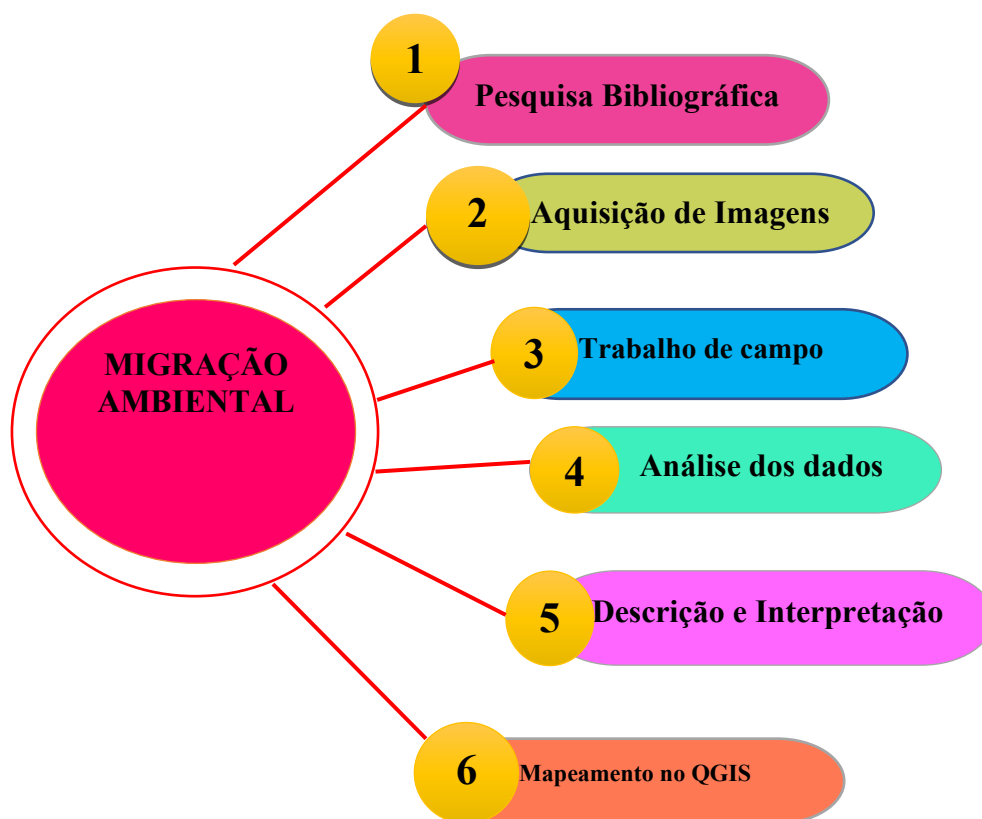 1
Pesquisa Bibliográfica
2
Aquisição de Imagens
MIGRAÇÃO
AMBIENTAL
3
Trabalho de campo
4
Análise dos dados
5
Descrição e Interpretação
6
Mapeamento no QGIS